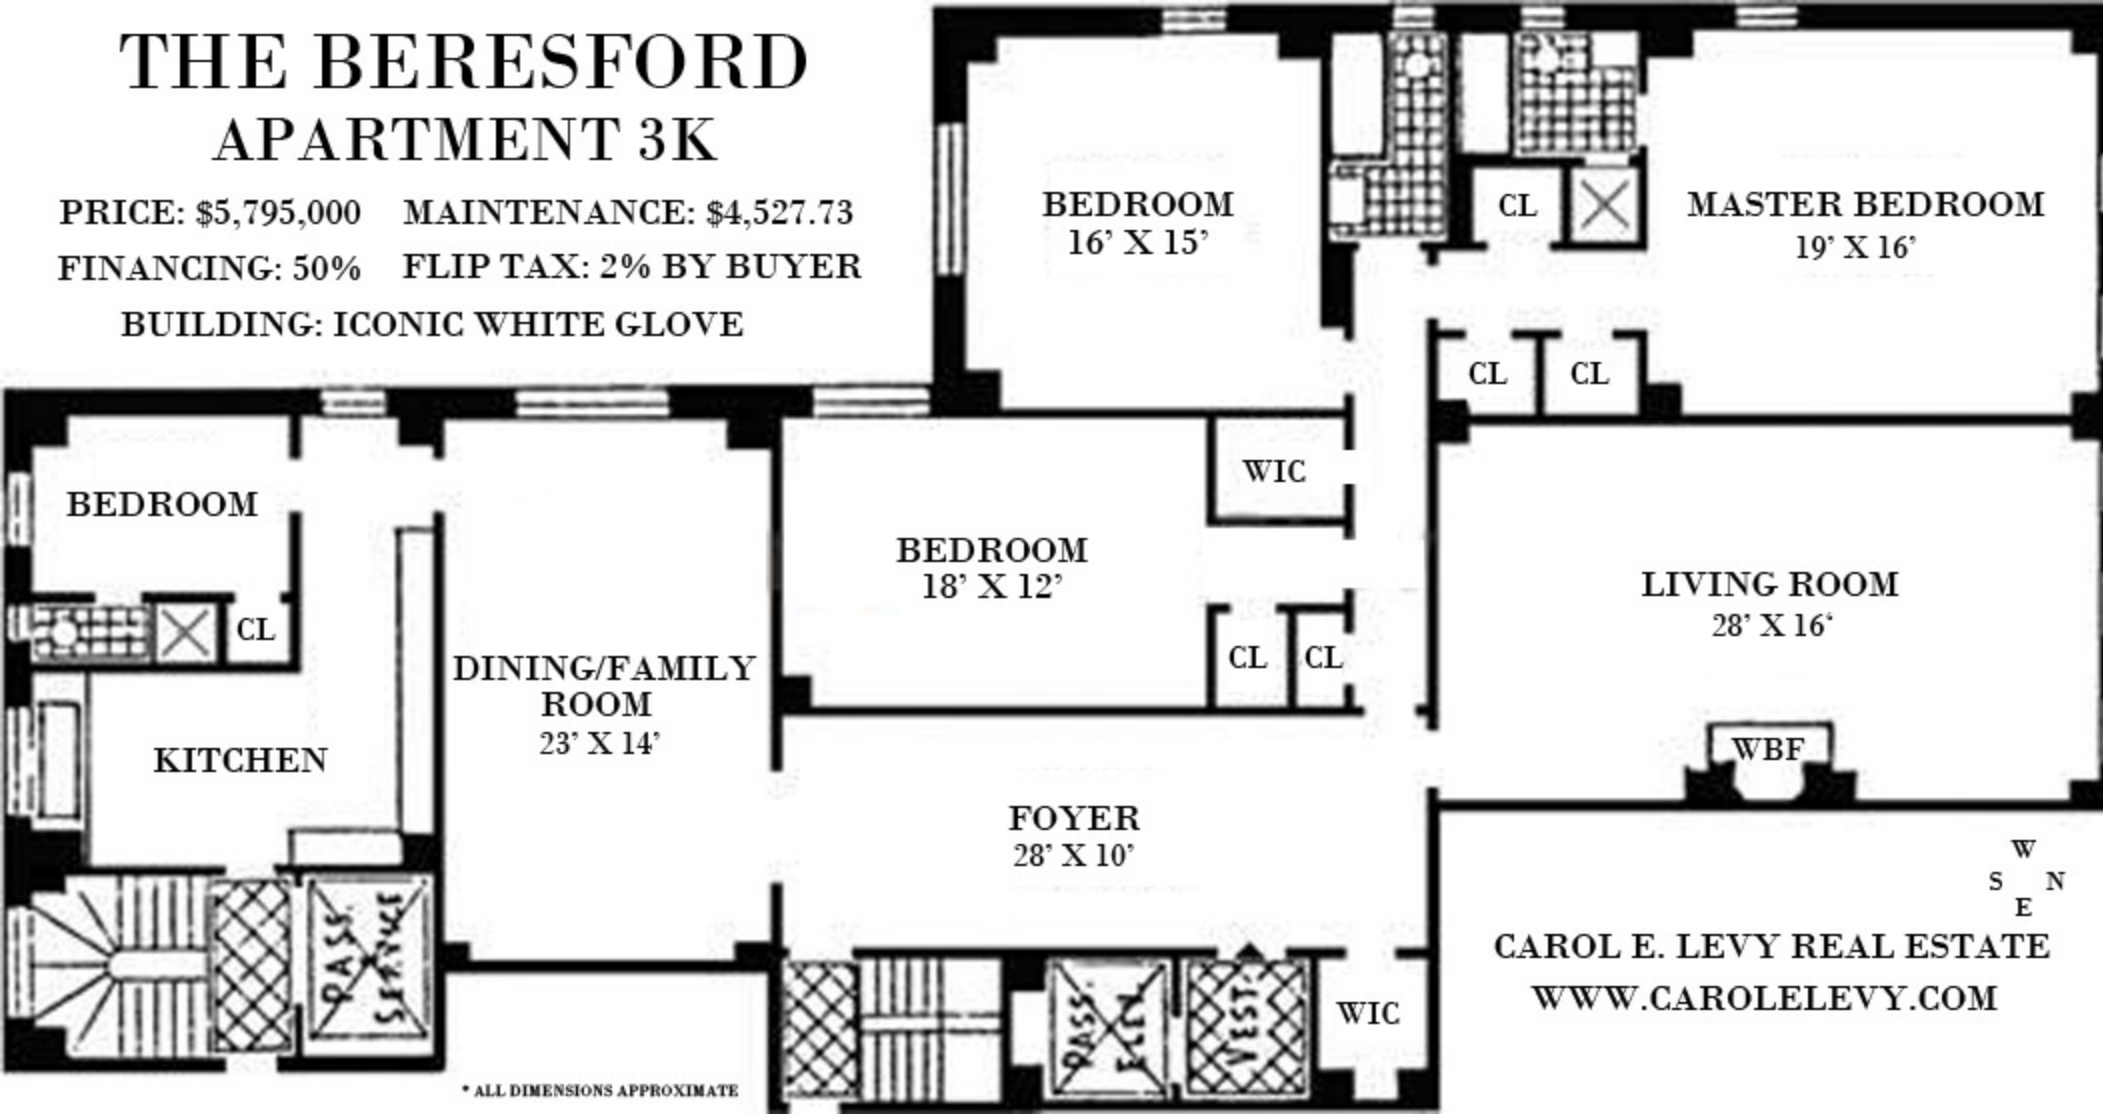 THE BERESFORD
APARTMENT 3K
PRICE: $5,795,000 MAINTENANCE: $4,527.73
FINANCING: 50% FLIP TAX: 2% BY BUYER
BUILDING: ICONIC WHITE GLOVE
BEDROOM
16’ X 15’
CL
MASTER BEDROOM
19’ X 16’
CL
CL
BEDROOM
WIC
BEDROOM
18’ X 12’
LIVING ROOM
28’ X 16‘
CL
DINING/FAMILY
ROOM
23’ X 14’
CL
CL
KITCHEN
WBF
FOYER
28’ X 10’
PASS.
SERVICE
PASS.
ELEV.
VEST.
WIC
W
S N
E
CAROL E. LEVY REAL ESTATE
WWW.CAROLELEVY.COM
* ALL DIMENSIONS APPROXIMATE